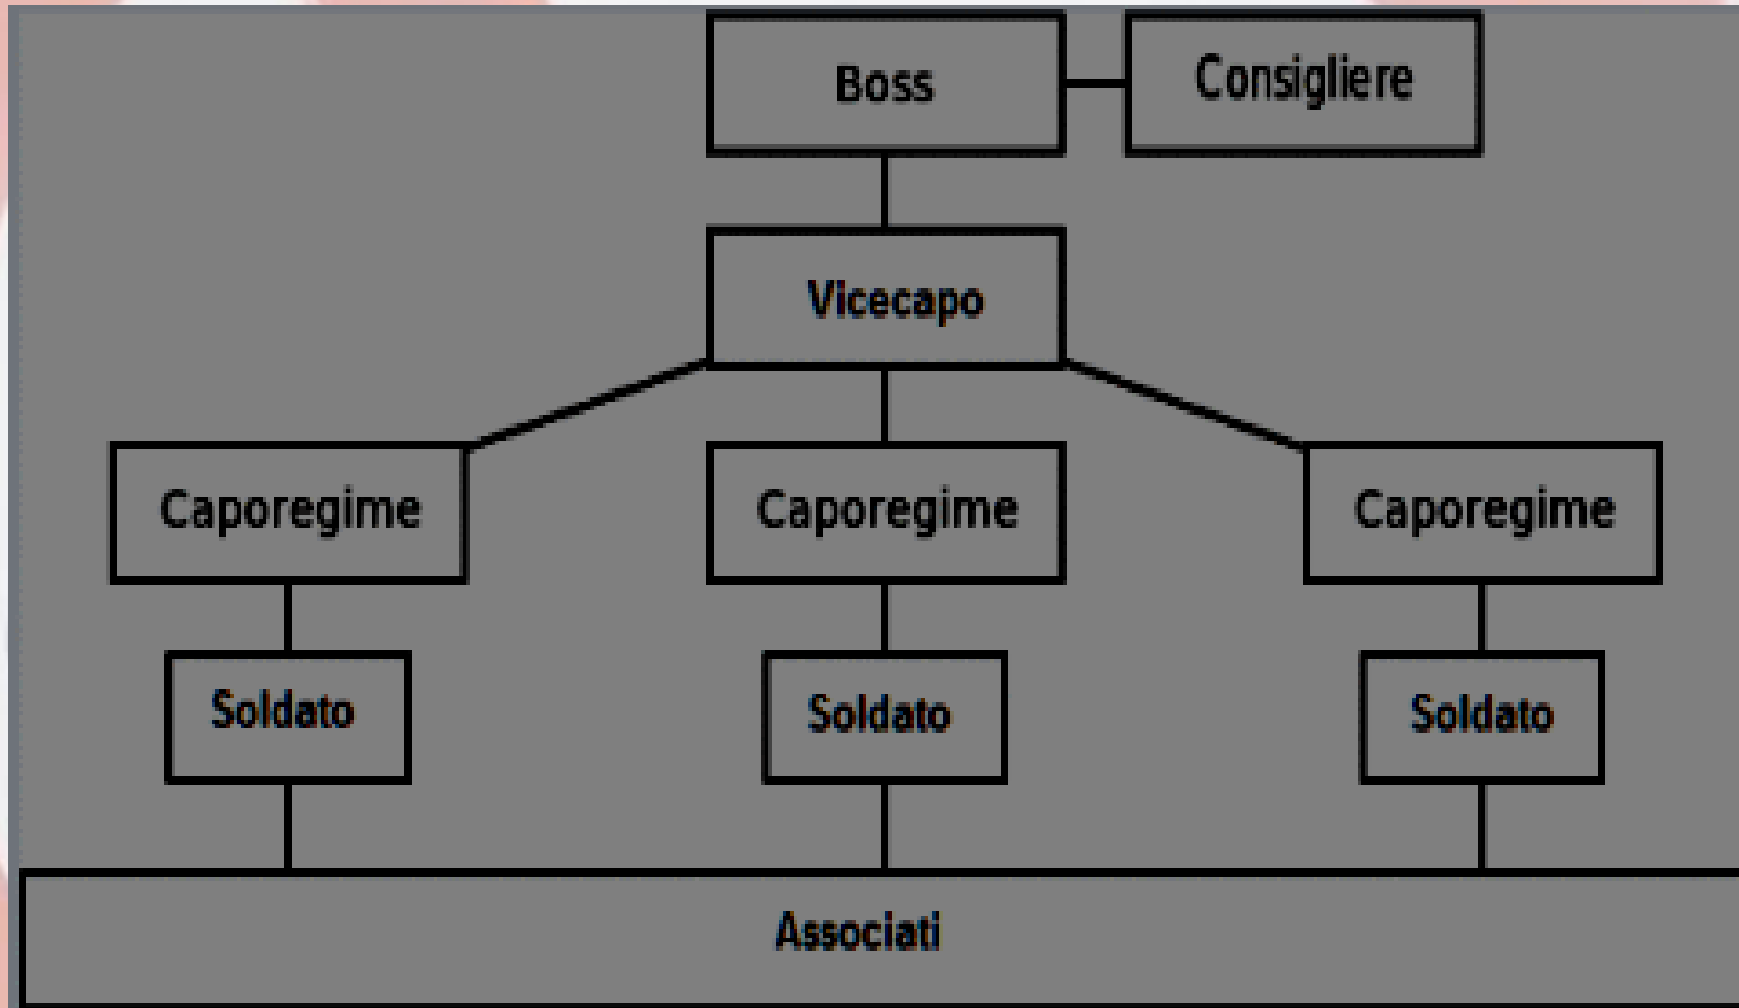 Boss
Consigliere
Vicecapo
Caporegime
Caporegime
Caporegime
Soldato
Soldato
Soldato
Associati